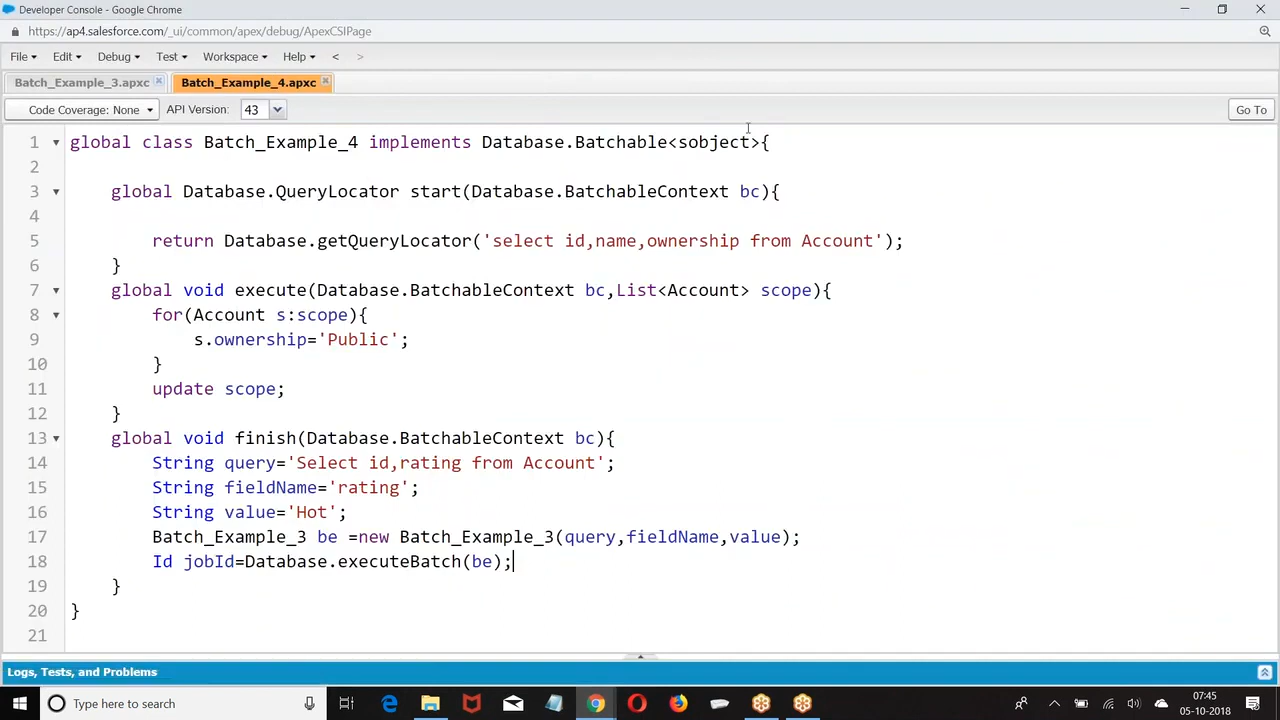 Developer Console - Google Chrome
https://ap4.salesforce.com/_ui/common/apex/debug/ApexCSIPage
File Edit Debug Test Workspace Help < >
Batch_Example_3.apxc Batch_Example_4.apxc
Code Coverage: None API Version: 43 Go To
1 global class Batch_Example_4 implements Database.Batchable<sobject>{
2
3 global Database.QueryLocator start(Database.BatchableContext bc){
4
5 return Database.getQueryLocator('select id,name,ownership from Account');
6 }
7 global void execute(Database.BatchableContext bc,List<Account> scope){
8 for(Account s:scope){
9 s.ownership='Public';
10 }
11 update scope;
12 }
13 global void finish(Database.BatchableContext bc){
14 String query='Select id,rating from Account';
15 String fieldName='rating';
16 String value='Hot';
17 Batch_Example_3 be =new Batch_Example_3(query,fieldName,value);
18 Id jobId=Database.executeBatch(be);
19 }
20 }
21
Logs, Tests, and Problems
Type here to search
07:45
05-10-2018